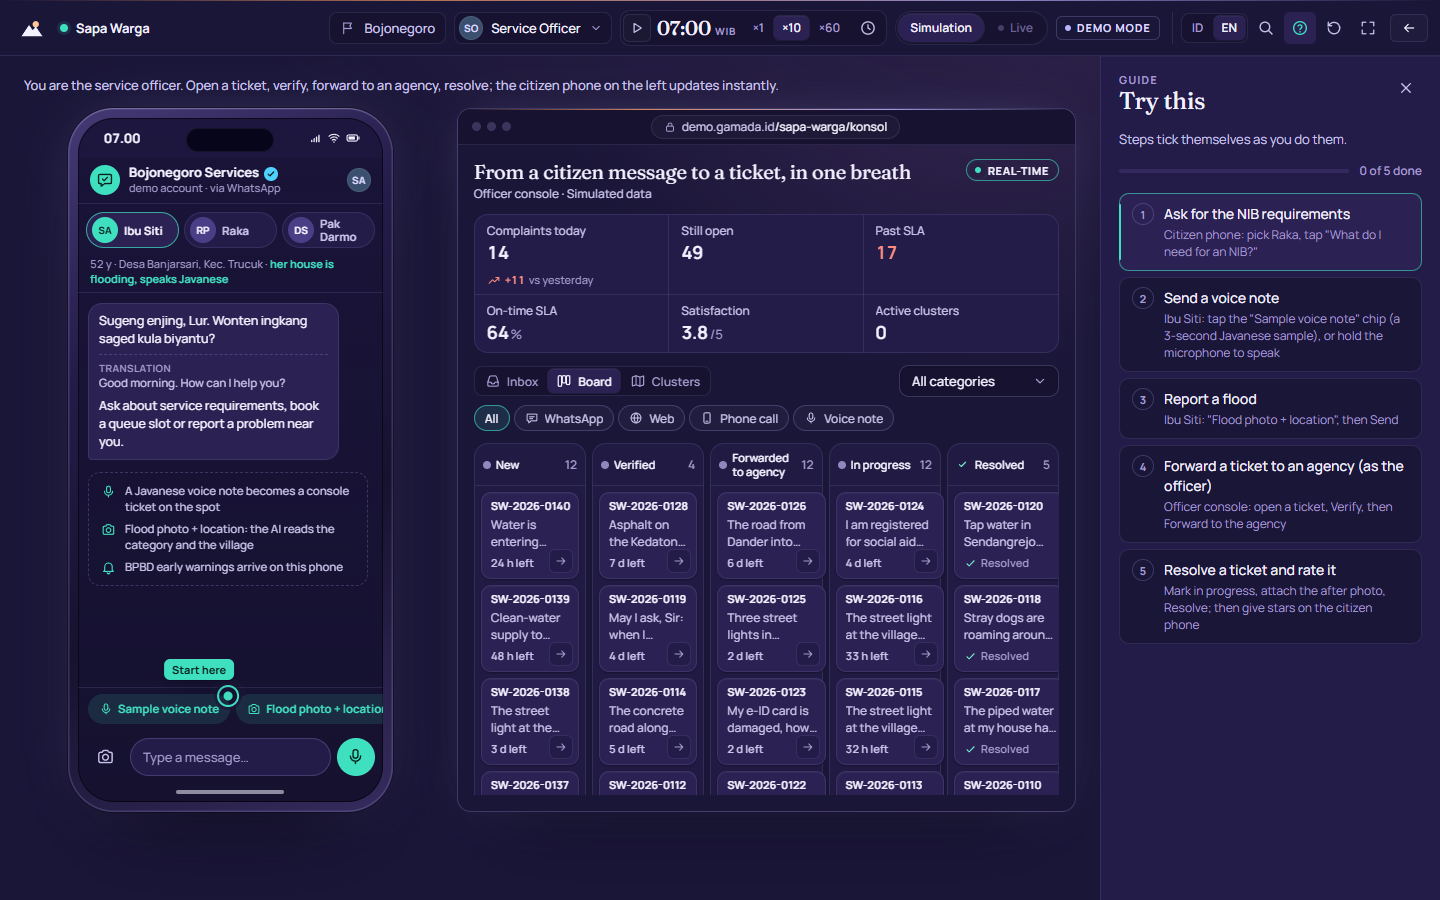 Sapa Warga
Bojonegoro
SO Service Officer
07:00 WIB ×1 ×10 ×60
Simulation Live
DEMO MODE
ID EN
You are the service officer. Open a ticket, verify, forward to an agency, resolve; the citizen phone on the left updates instantly.
07.00
Bojonegoro Services
demo account · via WhatsApp
SA
SA Ibu Siti
RP Raka
DS Pak Darmo
52 y · Desa Banjarsari, Kec. Trucuk · her house is
flooding, speaks Javanese
Sugeng enjing, Lur. Wonten ingkang
saged kula biyantu?
TRANSLATION
Good morning. How can I help you?
Ask about service requirements, book
a queue slot or report a problem near
you.
A Javanese voice note becomes a console
ticket on the spot
Flood photo + location: the AI reads the
category and the village
BPBD early warnings arrive on this phone
Start here
Sample voice note
Flood photo + location
Type a message...
demo.gamada.id/sapa-warga/konsol
From a citizen message to a ticket, in one breath
REAL-TIME
Officer console · Simulated data
Complaints today
14
+11 vs yesterday
Still open
49
Past SLA
17
On-time SLA
64%
Satisfaction
3.8/5
Active clusters
0
Inbox Board Clusters
All categories
All WhatsApp Web Phone call Voice note
New 12
SW-2026-0140
Water is
entering...
24 h left
SW-2026-0139
Clean-water
supply to...
48 h left
SW-2026-0138
The street
light at the...
3 d left
SW-2026-0137
Verified 4
SW-2026-0128
Asphalt on
the Kedaton...
7 d left
SW-2026-0119
May I ask, Sir:
when I...
4 d left
SW-2026-0114
The concrete
road along...
5 d left
SW-2026-0112
Forwarded
to agency 12
SW-2026-0126
The road from
Dander into...
6 d left
SW-2026-0125
Three street
lights in...
2 d left
SW-2026-0123
My e-ID card is
damaged, how...
2 d left
SW-2026-0122
In progress 12
SW-2026-0124
I am registered
for social aid...
4 d left
SW-2026-0116
The street light
at the village...
33 h left
SW-2026-0115
The street light
at the village...
32 h left
SW-2026-0113
Resolved 5
SW-2026-0120
Tap water in
Sendangrejo...
Resolved
SW-2026-0118
Stray dogs are
roaming aroun...
Resolved
SW-2026-0117
The piped water
at my house ha...
Resolved
SW-2026-0110
GUIDE
Try this
Steps tick themselves as you do them.
0 of 5 done
1 Ask for the NIB requirements
Citizen phone: pick Raka, tap "What do I
need for an NIB?"
2 Send a voice note
Ibu Siti: tap the "Sample voice note" chip (a
3-second Javanese sample), or hold the
microphone to speak
3 Report a flood
Ibu Siti: "Flood photo + location", then Send
4 Forward a ticket to an agency (as the
officer)
Officer console: open a ticket, Verify, then
Forward to the agency
5 Resolve a ticket and rate it
Mark in progress, attach the after photo,
Resolve; then give stars on the citizen
phone